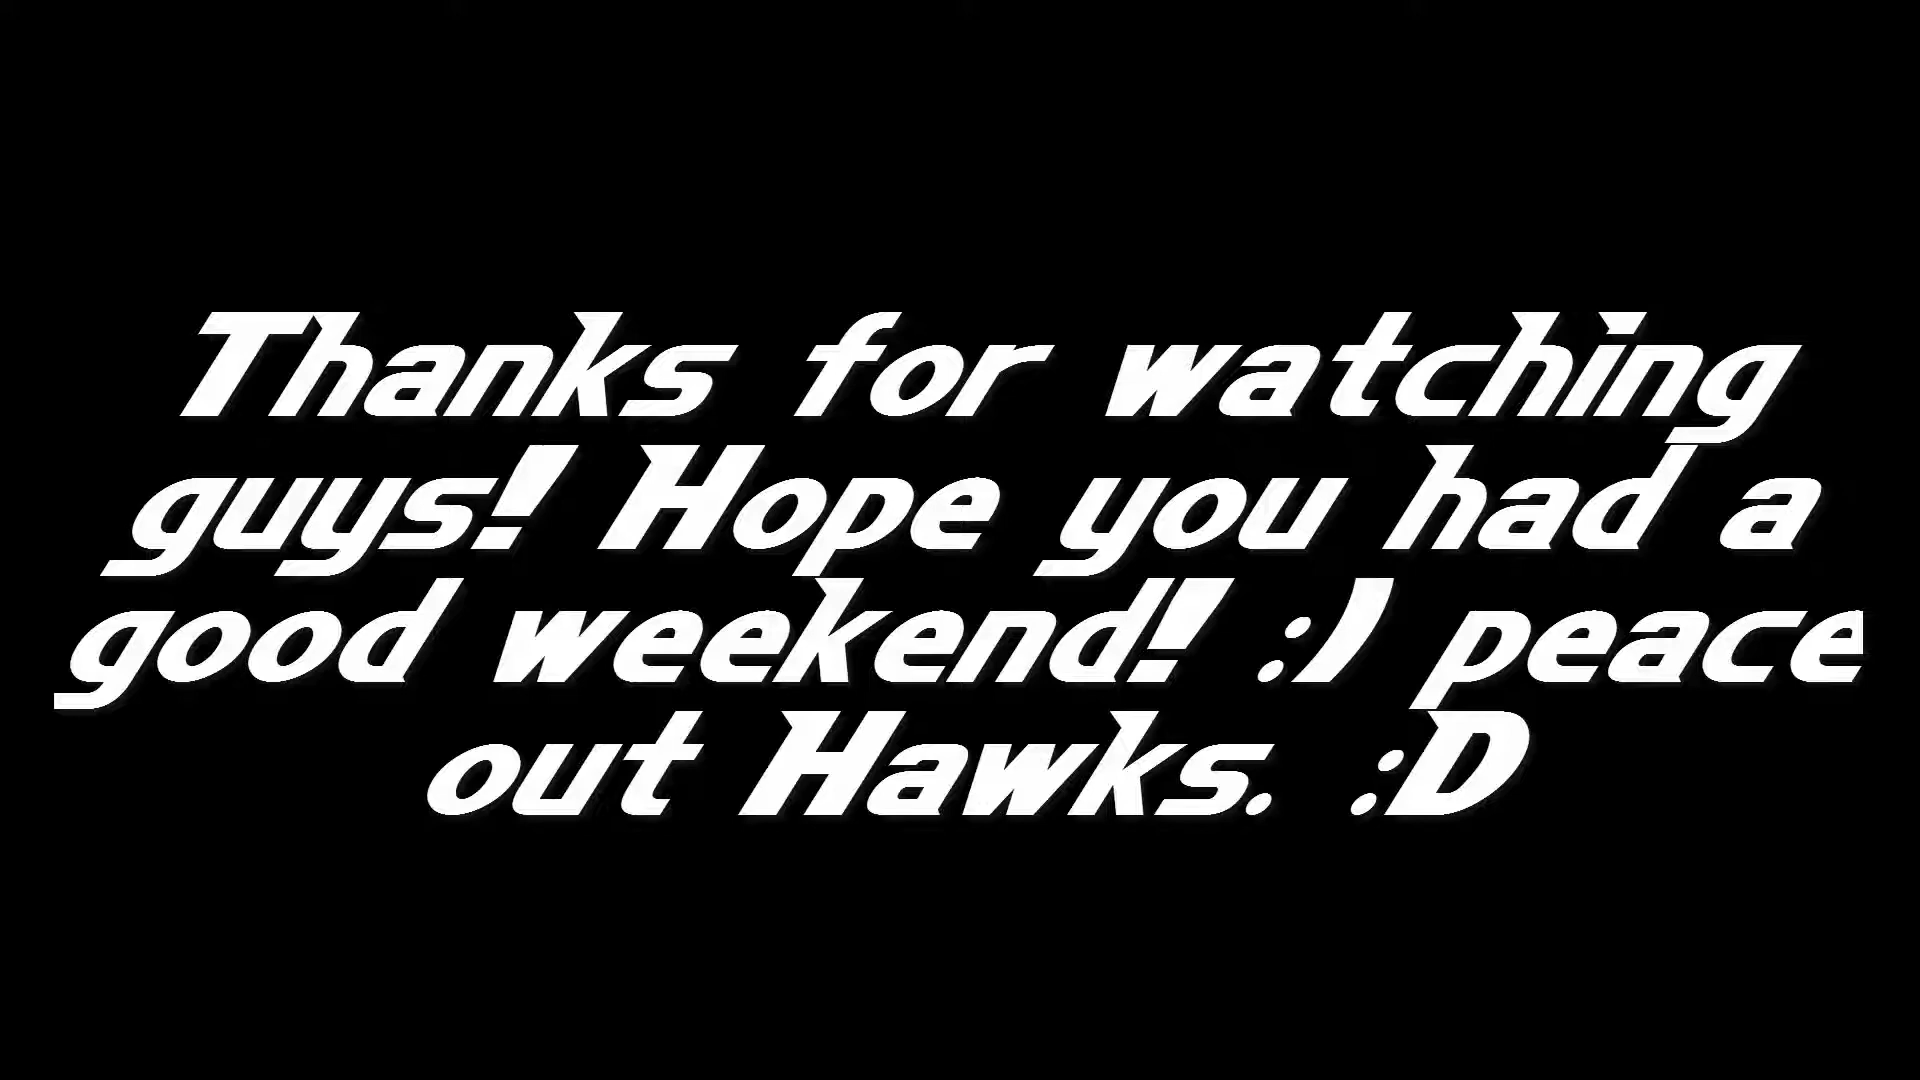 Thanks for watching
guys! Hope you had a
good weekend! :) peace
out Hawks. :D